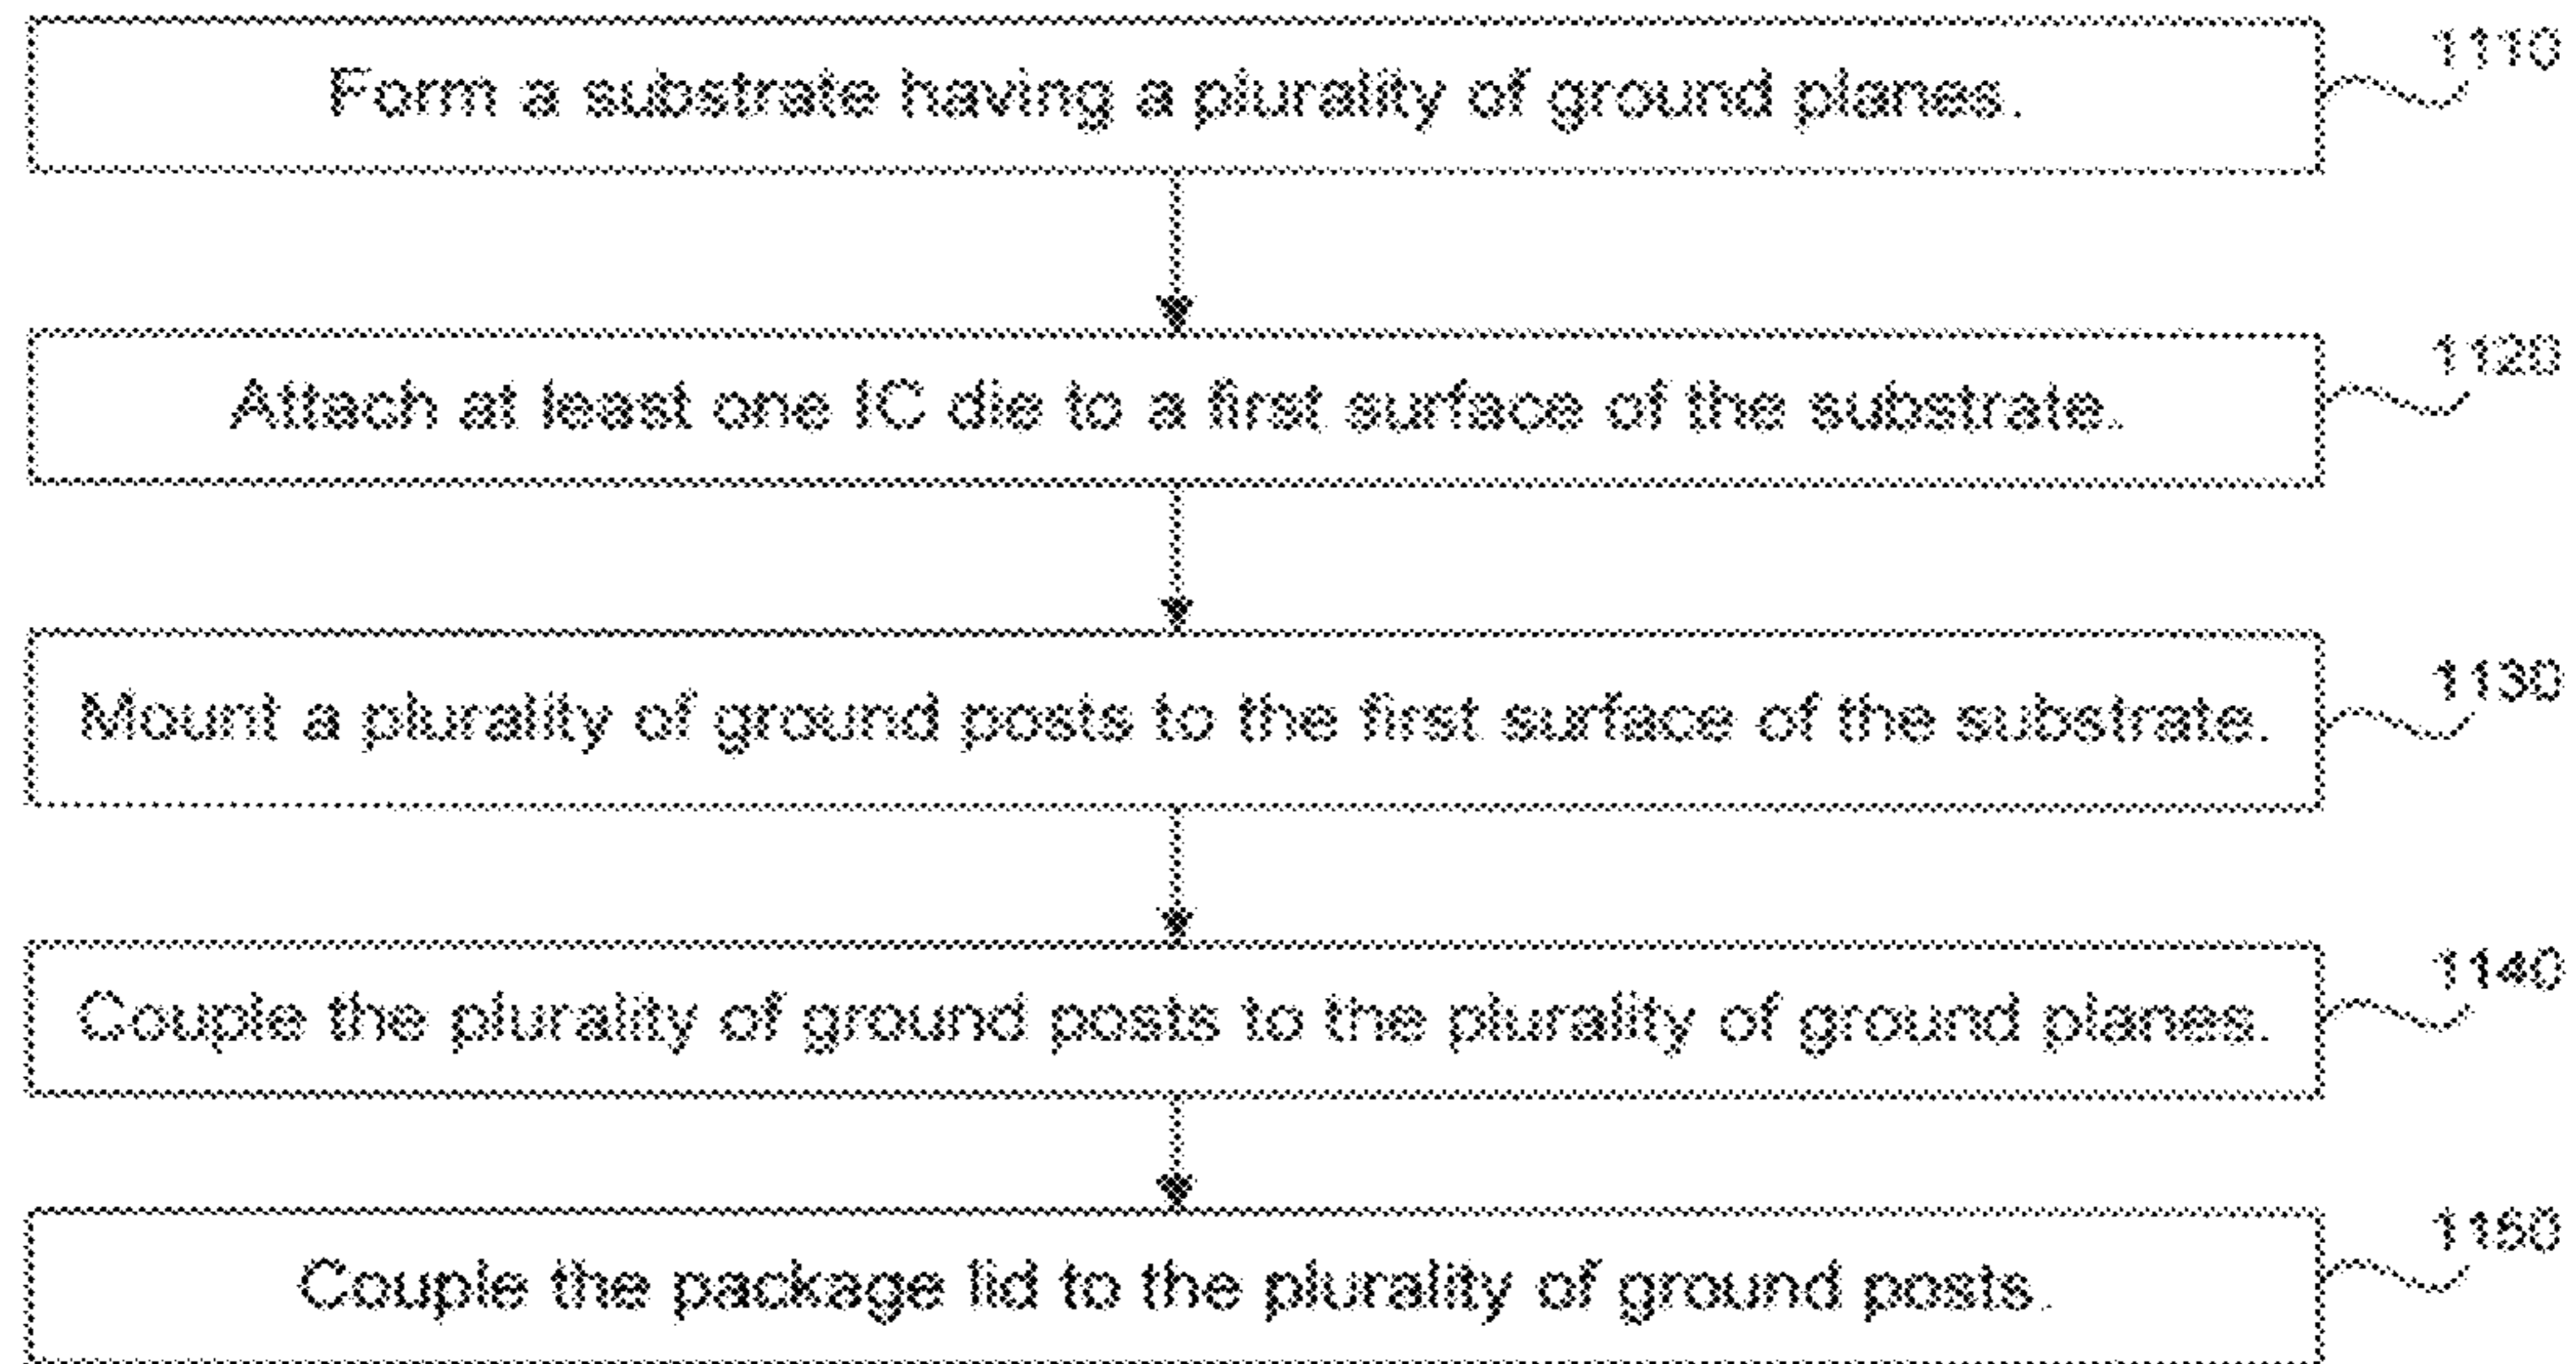 Form a substrate having a plurality of ground planes.
1110
Attach at least one IC die to a first surface of the substrate.
1120
Mount a plurality of ground posts to the first surface of the substrate.
1130
Couple the plurality of ground posts to the plurality of ground planes.
1140
Couple the package lid to the plurality of ground posts.
1150